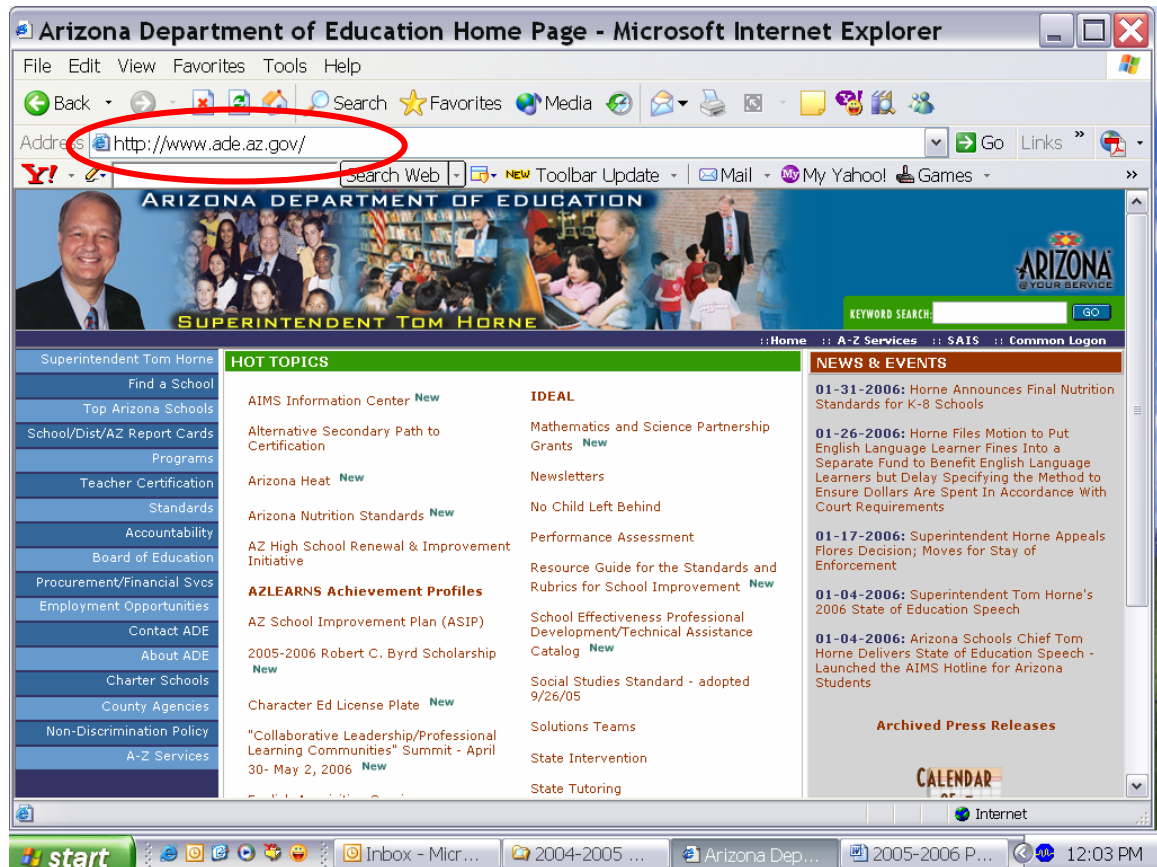 Arizona Department of Education Home Page - Microsoft Internet Explorer
File Edit View Favorites Tools Help
Back Search Favorites Media
Address http://www.ade.az.gov/ Go Links »
Y! Search Web NEW Toolbar Update Mail My My Yahoo! Games »
ARIZONA DEPARTMENT OF EDUCATION
SUPERINTENDENT TOM HORNE
ARIZONA
@ YOUR SERVICE
KEYWORD SEARCH: GO
::Home :: A-Z Services :: SAIS :: Common Logon
Superintendent Tom Horne
Find a School
Top Arizona Schools
School/Dist/AZ Report Cards
Programs
Teacher Certification
Standards
Accountability
Board of Education
Procurement/Financial Svcs
Employment Opportunities
Contact ADE
About ADE
Charter Schools
County Agencies
Non-Discrimination Policy
A-Z Services
HOT TOPICS
AIMS Information Center New
Alternative Secondary Path to
Certification
Arizona Heat New
Arizona Nutrition Standards New
AZ High School Renewal & Improvement
Initiative
AZLEARNS Achievement Profiles
AZ School Improvement Plan (ASIP)
2005-2006 Robert C. Byrd Scholarship
New
Character Ed License Plate New
"Collaborative Leadership/Professional
Learning Communities" Summit - April
30- May 2, 2006 New
IDEAL
Mathematics and Science Partnership
Grants New
Newsletters
No Child Left Behind
Performance Assessment
Resource Guide for the Standards and
Rubrics for School Improvement New
School Effectiveness Professional
Development/Technical Assistance
Catalog New
Social Studies Standard - adopted
9/26/05
Solutions Teams
State Intervention
State Tutoring
NEWS & EVENTS
01-31-2006: Horne Announces Final Nutrition
Standards for K-8 Schools
01-26-2006: Horne Files Motion to Put
English Language Learner Fines Into a
Separate Fund to Benefit English Language
Learners but Delay Specifying the Method to
Ensure Dollars Are Spent In Accordance With
Court Requirements
01-17-2006: Superintendent Horne Appeals
Flores Decision; Moves for Stay of
Enforcement
01-04-2006: Superintendent Tom Horne's
2006 State of Education Speech
01-04-2006: Arizona Schools Chief Tom
Horne Delivers State of Education Speech -
Launched the AIMS Hotline for Arizona
Students
Archived Press Releases
CALENDAR
Internet
start Inbox - Micr... 2004-2005 ... Arizona Dep... 2005-2006 P... 12:03 PM